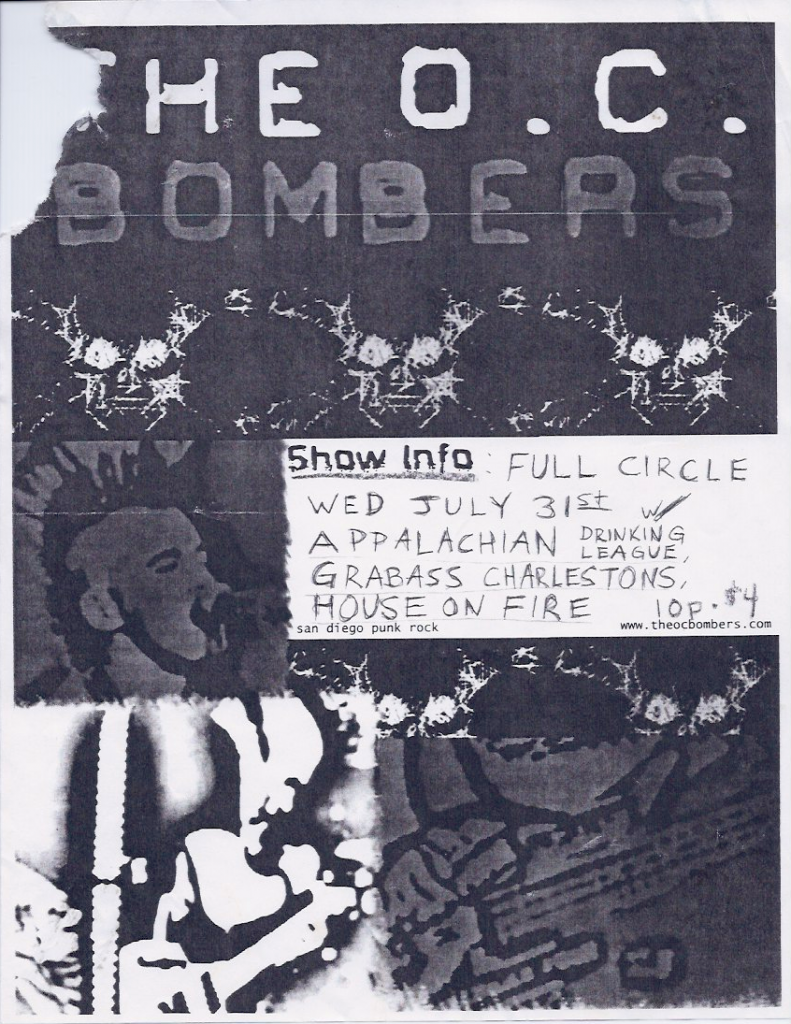 THE O.C.
BOMBERS
Show Info : FULL CIRCLE
WED JULY 31st w/
APPALACHIAN DRINKING LEAGUE,
GRABASS CHARLESTONS,
HOUSE ON FIRE 10p. $4
san diego punk rock www.theocbombers.com